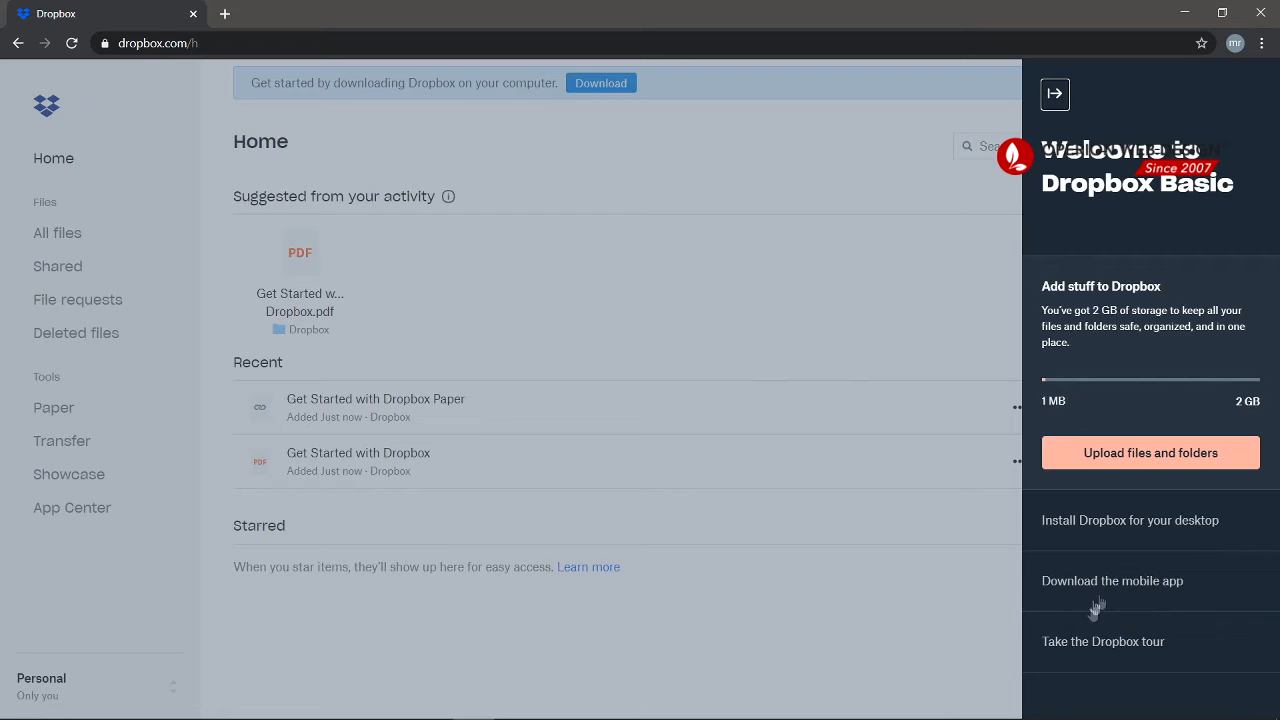 Dropbox
dropbox.com/h
mr
Get started by downloading Dropbox on your computer. Download
Home
Home
Files
All files
Shared
File requests
Deleted files
Tools
Paper
Transfer
Showcase
App Center
Personal
Only you
Suggested from your activity
PDF
Get Started w...
Dropbox.pdf
Dropbox
Recent
Get Started with Dropbox Paper
Added Just now · Dropbox
PDF
Get Started with Dropbox
Added Just now · Dropbox
Starred
When you star items, they'll show up here for easy access. Learn more
Welcome to
Dropbox Basic
WEB DESIGN
Since 2007
Add stuff to Dropbox
You've got 2 GB of storage to keep all your
files and folders safe, organized, and in one
place.
1 MB 2 GB
Upload files and folders
Install Dropbox for your desktop
Download the mobile app
Take the Dropbox tour